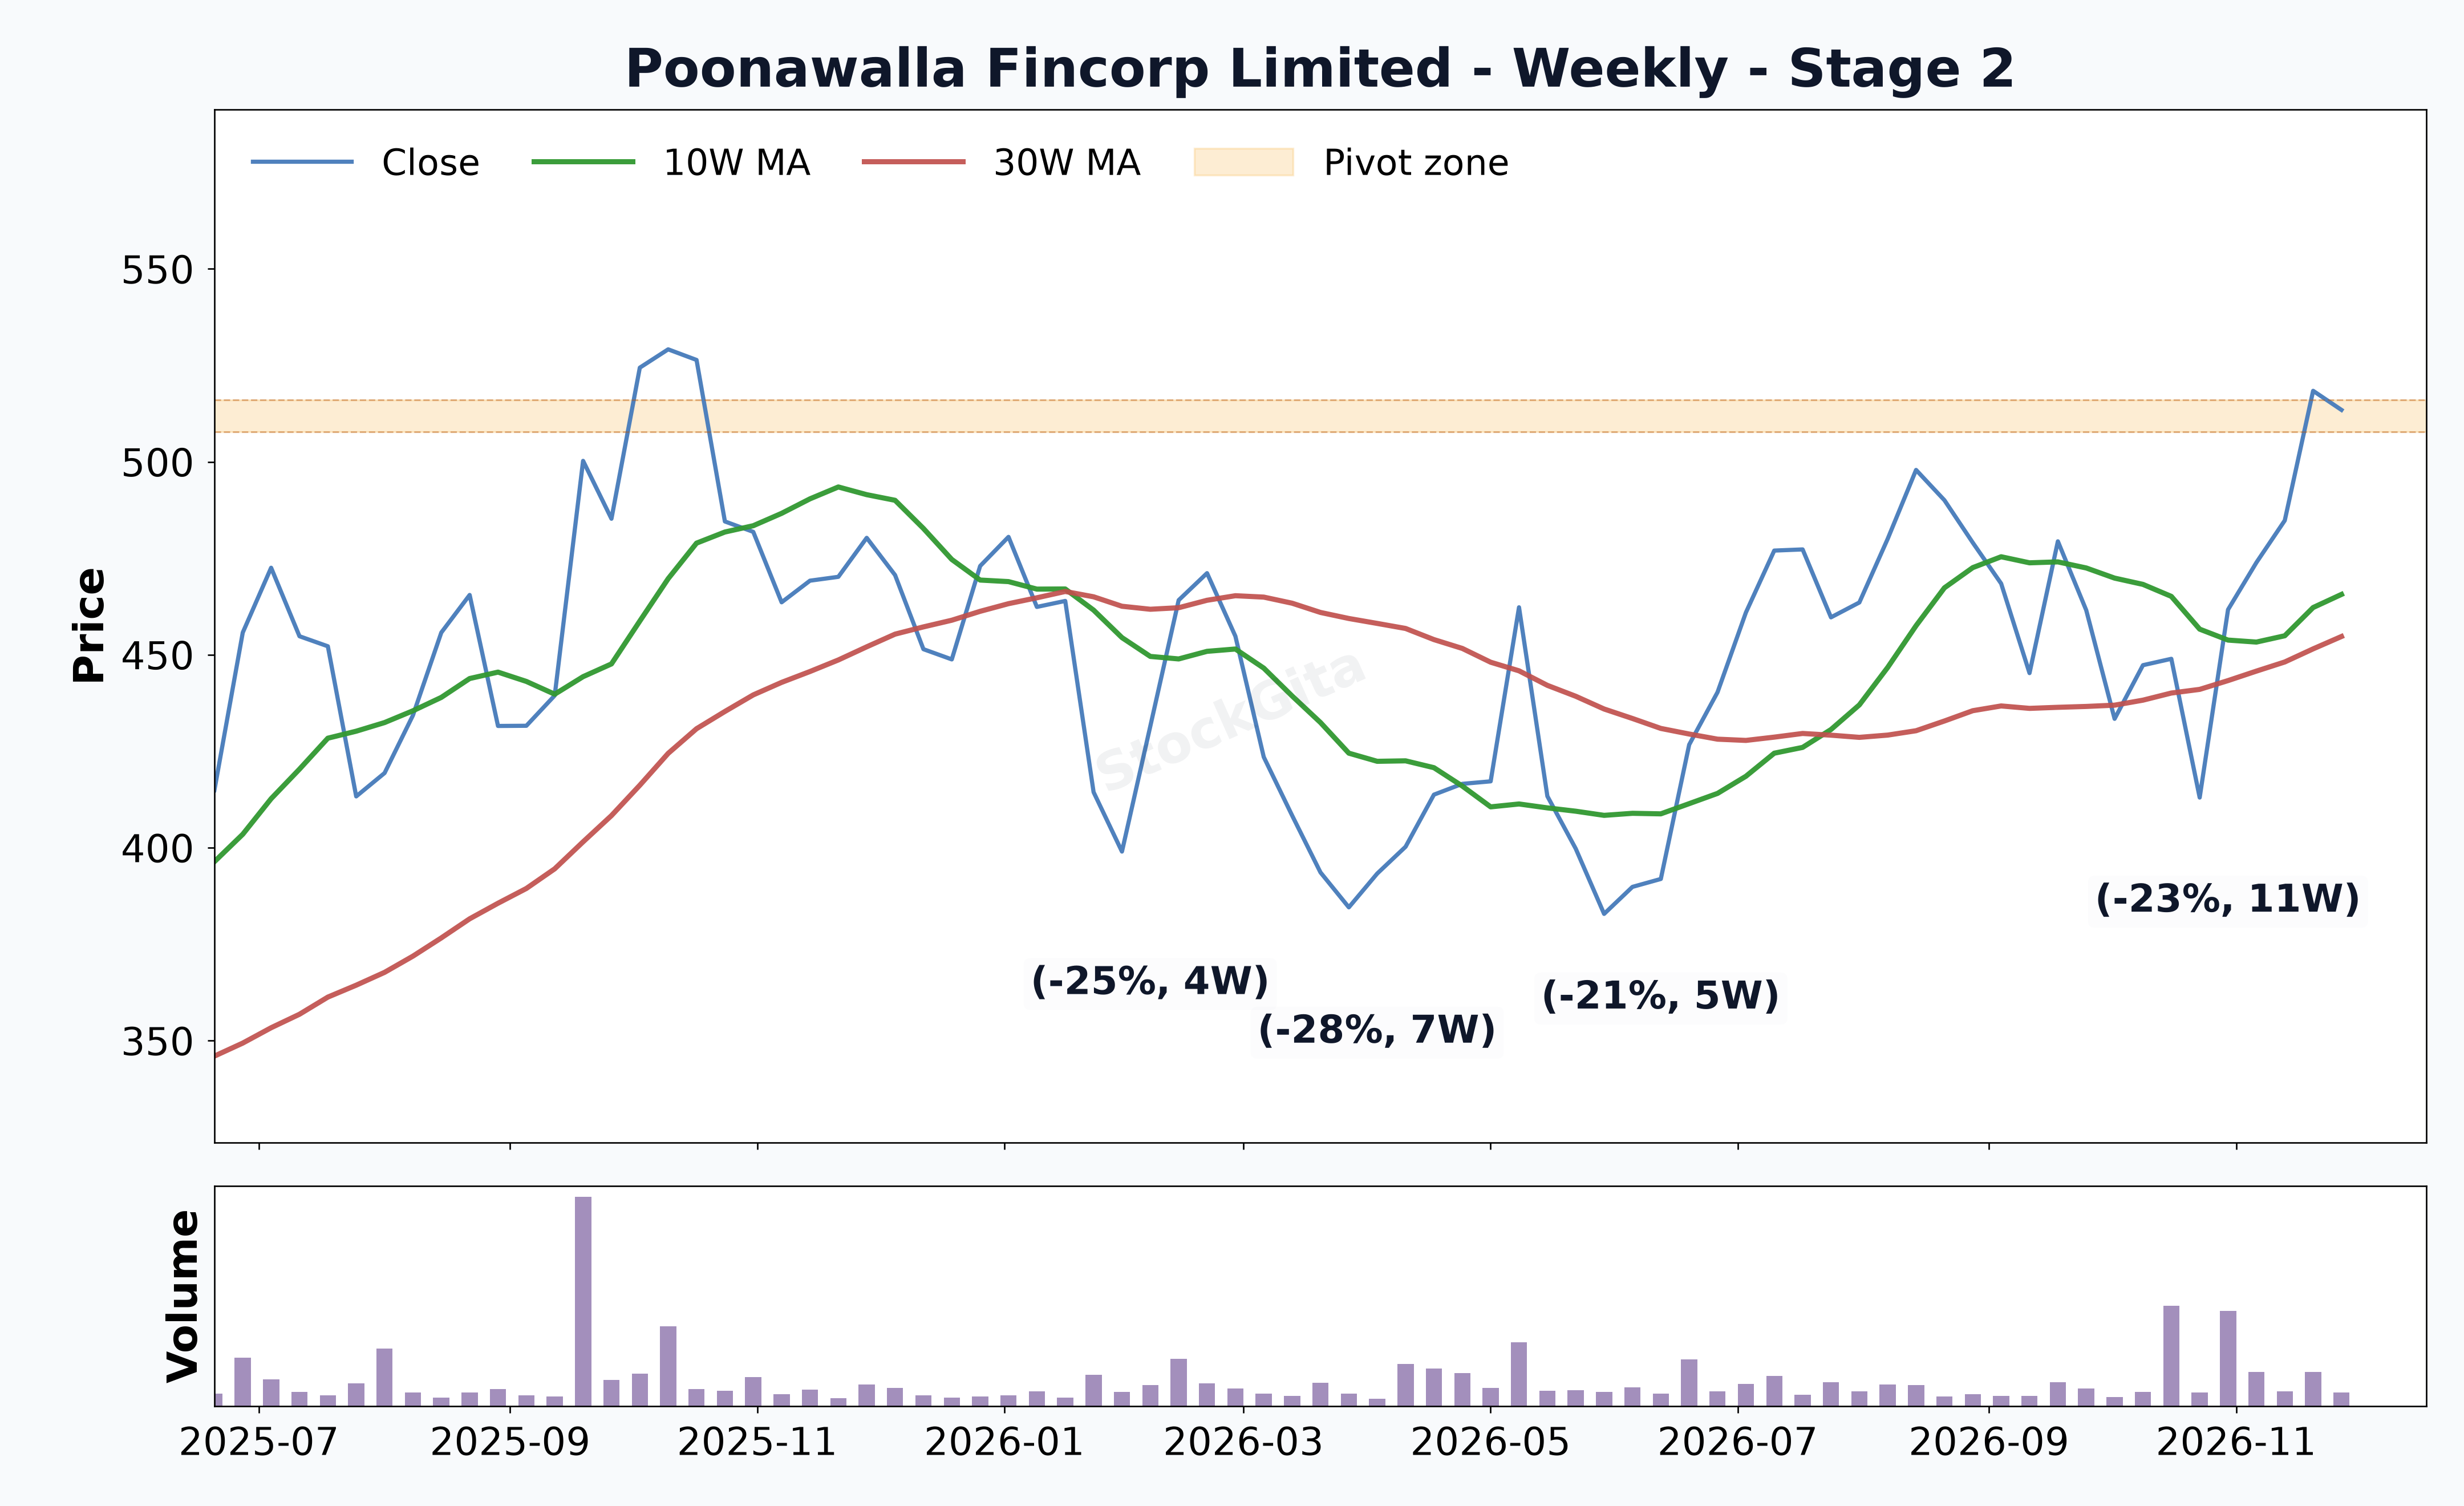 Poonawalla Fincorp Limited - Weekly - Stage 2
Close 10W MA 30W MA Pivot zone
550
500
450
400
350
Price
StockGita
(-23%, 11W)
(-25%, 4W)
(-21%, 5W)
(-28%, 7W)
Volume
2025-07 2025-09 2025-11 2026-01 2026-03 2026-05 2026-07 2026-09 2026-11